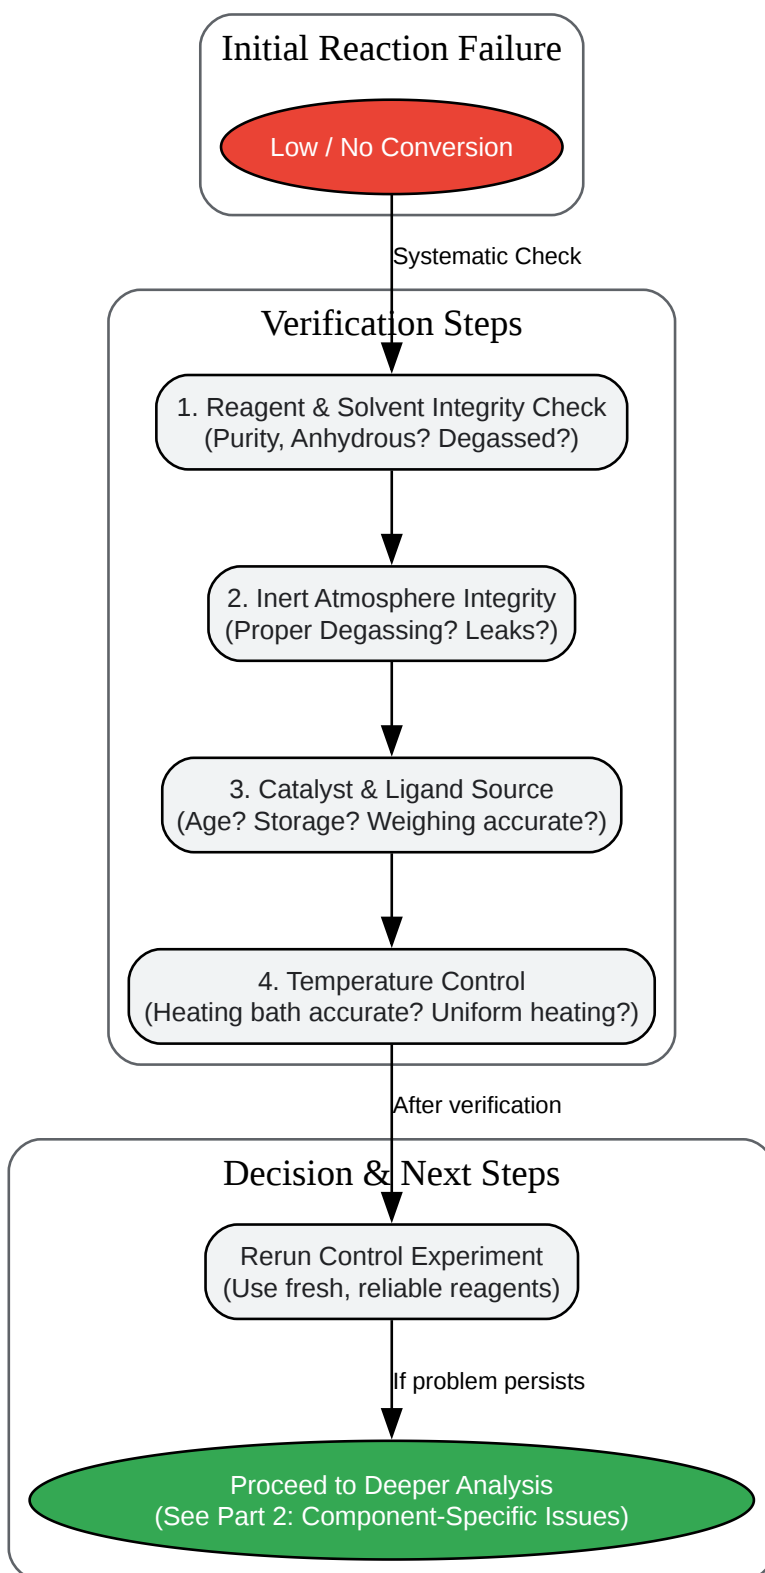 Initial Reaction Failure
Low / No Conversion
Systematic Check
Verification Steps
1. Reagent & Solvent Integrity Check
(Purity, Anhydrous? Degassed?)
2. Inert Atmosphere Integrity
(Proper Degassing? Leaks?)
3. Catalyst & Ligand Source
(Age? Storage? Weighing accurate?)
4. Temperature Control
(Heating bath accurate? Uniform heating?)
After verification
Decision & Next Steps
Rerun Control Experiment
(Use fresh, reliable reagents)
If problem persists
Proceed to Deeper Analysis
(See Part 2: Component-Specific Issues)